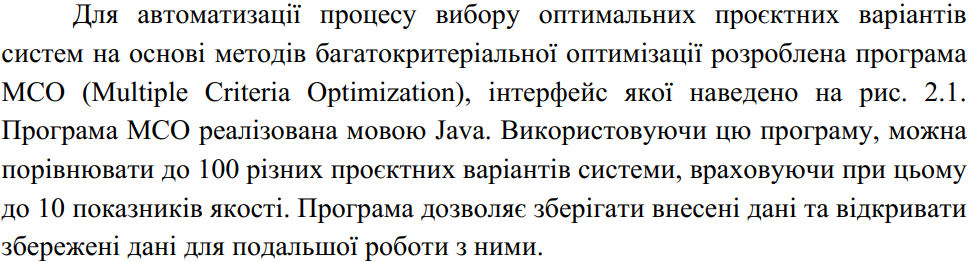 Для автоматизації процесу вибору оптимальних проєктних варіантів
систем на основі методів багатокритеріальної оптимізації розроблена програма
MCO (Multiple Criteria Optimization), інтерфейс якої наведено на рис. 2.1.
Програма MCO реалізована мовою Java. Використовуючи цю програму, можна
порівнювати до 100 різних проєктних варіантів системи, враховуючи при цьому
до 10 показників якості. Програма дозволяє зберігати внесені дані та відкривати
збережені дані для подальшої роботи з ними.